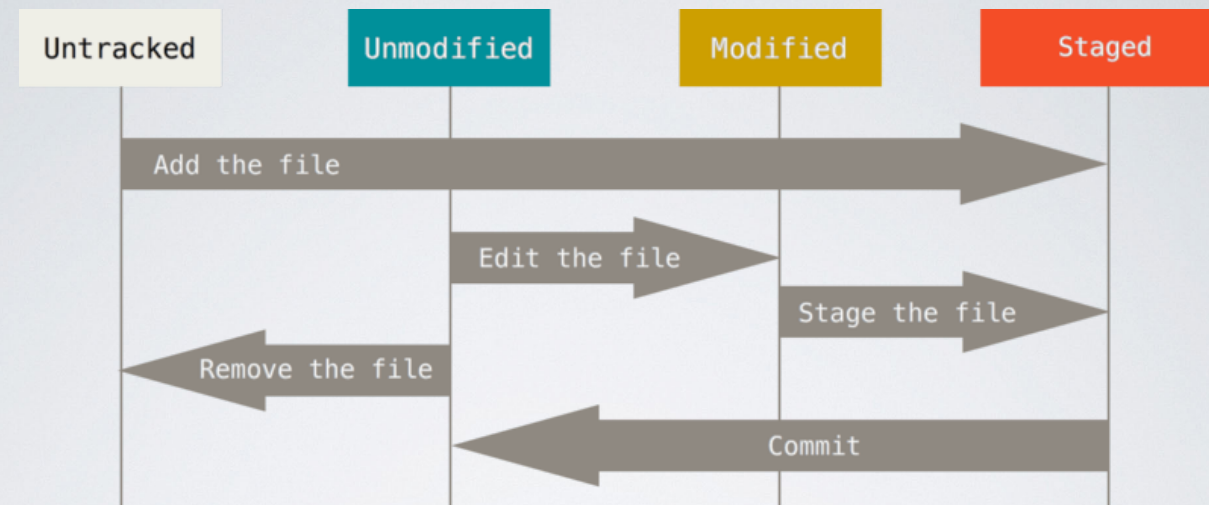 Untracked
Unmodified
Modified
Staged
Add the file
Edit the file
Stage the file
Remove the file
Commit